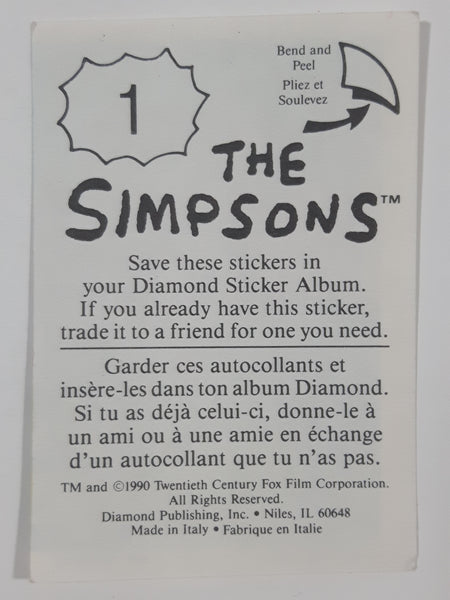 1
Bend and
Peel
Pliez et
Soulevez
THE
SIMPSONS™
Save these stickers in
your Diamond Sticker Album.
If you already have this sticker,
trade it to a friend for one you need.
Garder ces autocollants et
insère-les dans ton album Diamond.
Si tu as déjà celui-ci, donne-le à
un ami ou à une amie en échange
d'un autocollant que tu n'as pas.
TM and ©1990 Twentieth Century Fox Film Corporation.
All Rights Reserved.
Diamond Publishing, Inc. • Niles, IL 60648
Made in Italy • Fabrique en Italie